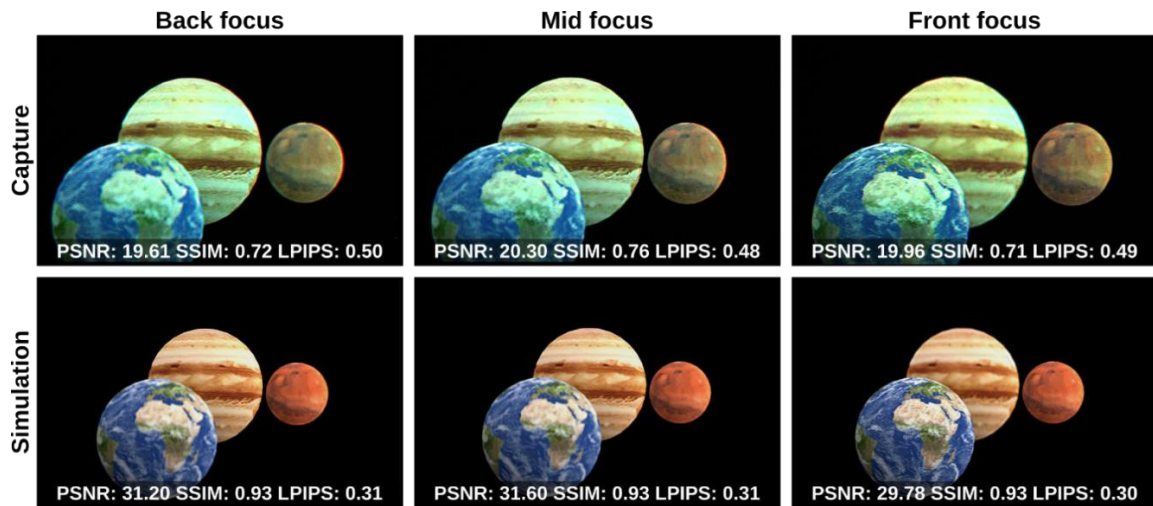 Back focus
Mid focus
Front focus
Capture
PSNR: 19.61 SSIM: 0.72 LPIPS: 0.50
PSNR: 20.30 SSIM: 0.76 LPIPS: 0.48
PSNR: 19.96 SSIM: 0.71 LPIPS: 0.49
Simulation
PSNR: 31.20 SSIM: 0.93 LPIPS: 0.31
PSNR: 31.60 SSIM: 0.93 LPIPS: 0.31
PSNR: 29.78 SSIM: 0.93 LPIPS: 0.30